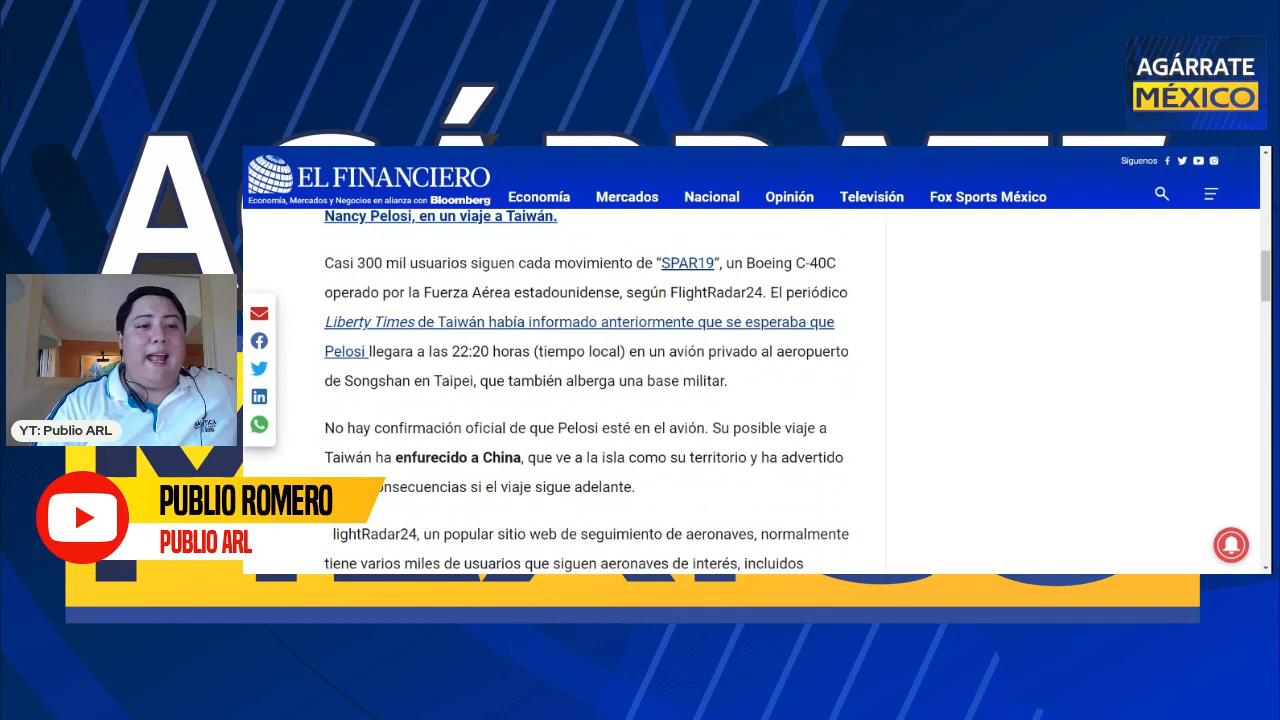 AGÁRRATE
MÉXICO
Síguenos
EL FINANCIERO
Economía, Mercados y Negocios en alianza con Bloomberg
Economía Mercados Nacional Opinión Televisión Fox Sports México
Nancy Pelosi, en un viaje a Taiwán.
Casi 300 mil usuarios siguen cada movimiento de “SPAR19“, un Boeing C-40C
operado por la Fuerza Aérea estadounidense, según FlightRadar24. El periódico
Liberty Times de Taiwán había informado anteriormente que se esperaba que
Pelosi llegara a las 22:20 horas (tiempo local) en un avión privado al aeropuerto
de Songshan en Taipei, que también alberga una base militar.
No hay confirmación oficial de que Pelosi esté en el avión. Su posible viaje a
Taiwán ha enfurecido a China, que ve a la isla como su territorio y ha advertido
onsecuencias si el viaje sigue adelante.
lightRadar24, un popular sitio web de seguimiento de aeronaves, normalmente
tiene varios miles de usuarios que siguen aeronaves de interés, incluidos
YT: Publio ARL
PUBLIO ROMERO
PUBLIO ARL